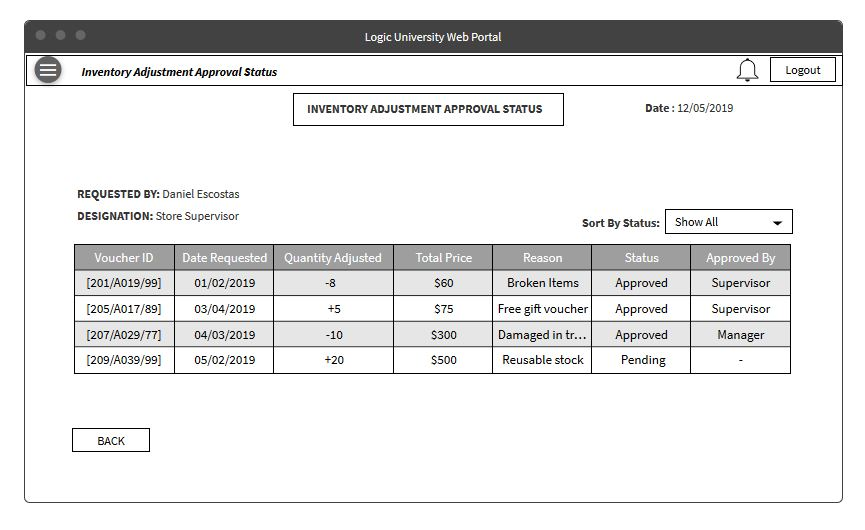 Logic University Web Portal
Inventory Adjustment Approval Status
Logout
INVENTORY ADJUSTMENT APPROVAL STATUS
Date : 12/05/2019
REQUESTED BY: Daniel Escostas
DESIGNATION: Store Supervisor
Sort By Status: Show All
Voucher ID Date Requested Quantity Adjusted Total Price Reason Status Approved By
[201/A019/99] 01/02/2019 -8 $60 Broken Items Approved Supervisor
[205/A017/89] 03/04/2019 +5 $75 Free gift voucher Approved Supervisor
[207/A029/77] 04/03/2019 -10 $300 Damaged in tr... Approved Manager
[209/A039/99] 05/02/2019 +20 $500 Reusable stock Pending -
BACK